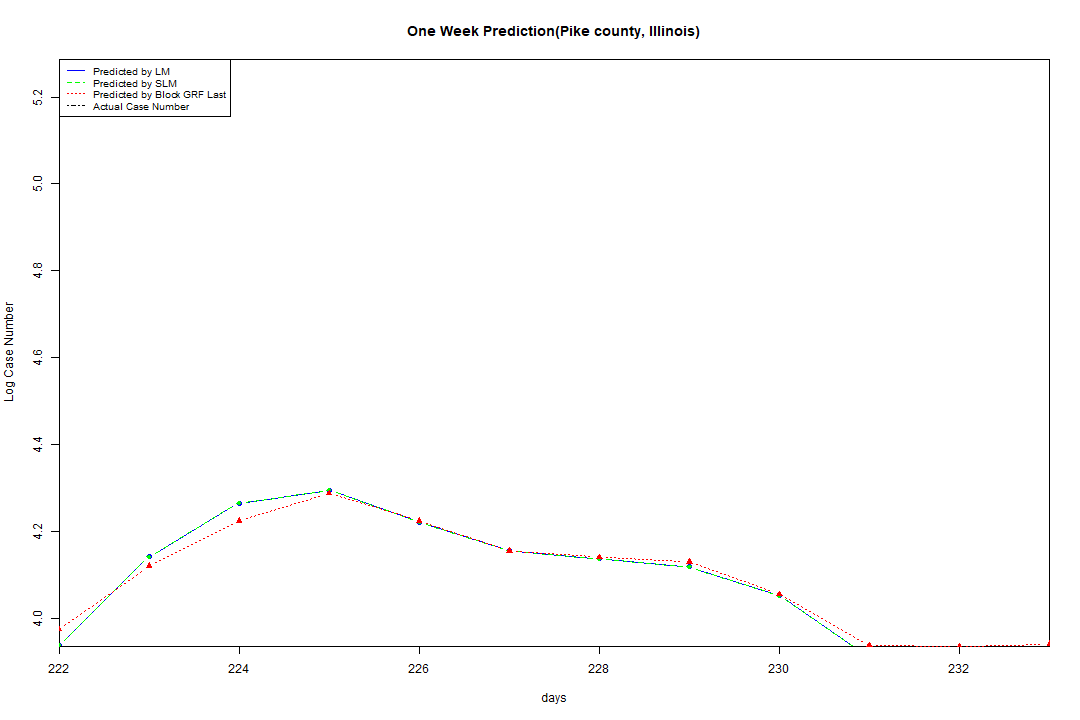 One Week Prediction(Pike county, Illinois)
Predicted by LM
Predicted by SLM
Predicted by Block GRF Last
Actual Case Number
5.2
5.0
4.8
4.6
4.4
4.2
4.0
Log Case Number
222 224 226 228 230 232
days